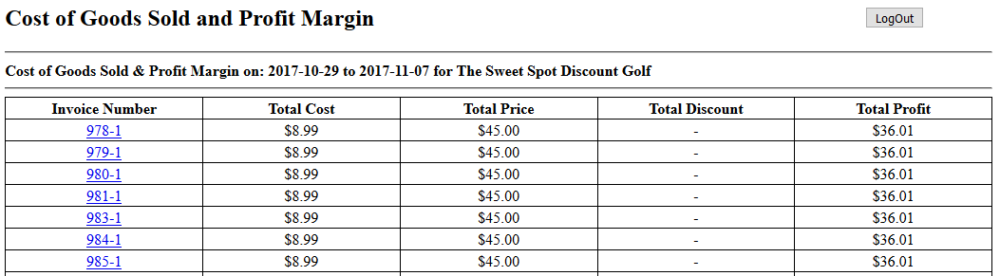 Cost of Goods Sold and Profit Margin
LogOut
Cost of Goods Sold & Profit Margin on: 2017-10-29 to 2017-11-07 for The Sweet Spot Discount Golf
Invoice Number Total Cost Total Price Total Discount Total Profit
978-1 $8.99 $45.00 - $36.01
979-1 $8.99 $45.00 - $36.01
980-1 $8.99 $45.00 - $36.01
981-1 $8.99 $45.00 - $36.01
983-1 $8.99 $45.00 - $36.01
984-1 $8.99 $45.00 - $36.01
985-1 $8.99 $45.00 - $36.01